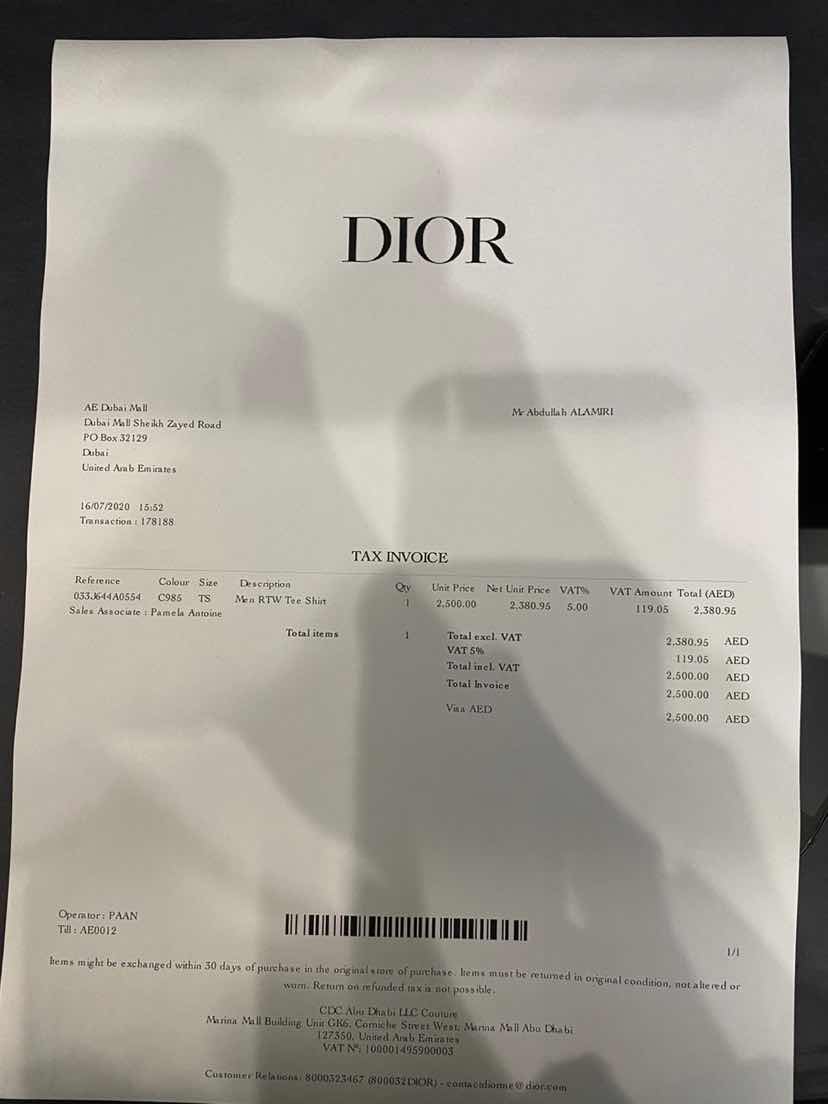 DIOR
AE Dubai Mall
Dubai Mall Sheikh Zayed Road
PO Box 32129
Dubai
United Arab Emirates
Mr Abdullah ALAMIRI
16/07/2020 15:52
Transaction : 178188
TAX INVOICE
Reference Colour Size Description Qty Unit Price Net Unit Price VAT% VAT Amount Total (AED)
033J644A0554 C985 TS Men RTW Tee Shirt 1 2,500.00 2,380.95 5.00 119.05 2,380.95
Sales Associate : Pamela Antoine
Total items 1 Total excl. VAT 2,380.95 AED
VAT 5% 119.05 AED
Total incl. VAT 2,500.00 AED
Total Invoice 2,500.00 AED
Visa AED 2,500.00 AED
Operator : PAAN
Till : AE0012
1/1
Items might be exchanged within 30 days of purchase in the original store of purchase. Items must be returned in original condition, not altered or
worn. Return on refunded tax is not possible.
CDC Abu Dhabi LLC Couture
Marina Mall Building Unit GK6, Corniche Street West, Marina Mall Abu Dhabi
127350, United Arab Emirates
VAT N°: 100001495900003
Customer Relations: 8000323467 (800032DIOR) - contactdiorme@dior.com